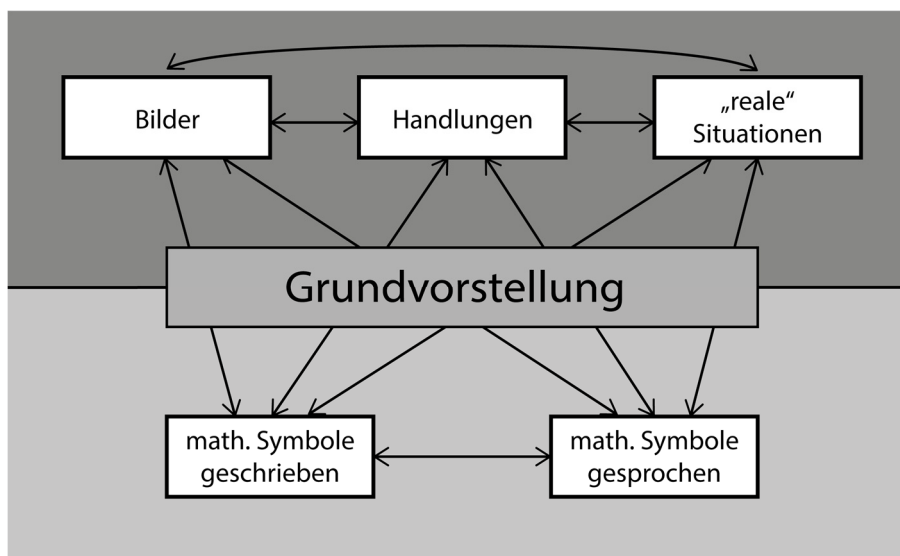 Bilder
Handlungen
„reale“
Situationen
Grundvorstellung
math. Symbole
geschrieben
math. Symbole
gesprochen